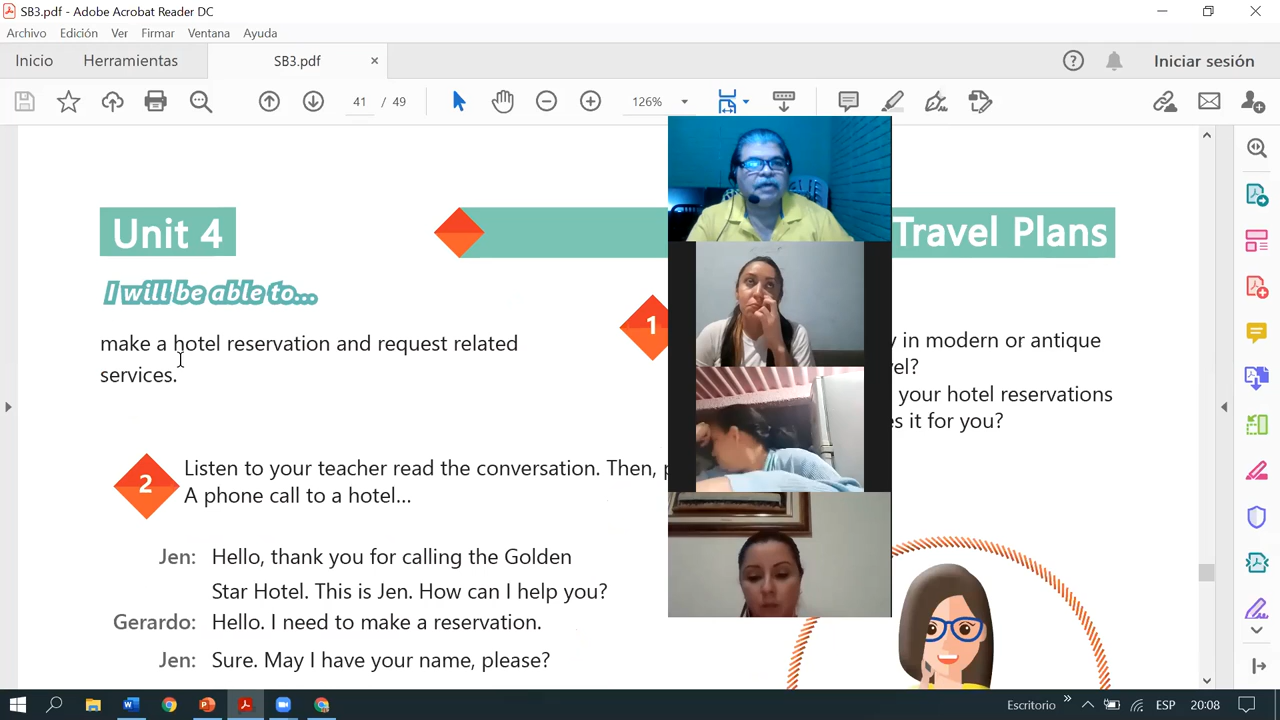 SB3.pdf - Adobe Acrobat Reader DC
Archivo Edición Ver Firmar Ventana Ayuda
Inicio Herramientas SB3.pdf × Iniciar sesión
41 / 49 126%
Unit 4 Travel Plans
I will be able to...
make a hotel reservation and request related
services.
1
y in modern or antique
vel?
your hotel reservations
es it for you?
2
Listen to your teacher read the conversation. Then, p
A phone call to a hotel...
Jen: Hello, thank you for calling the Golden
Star Hotel. This is Jen. How can I help you?
Gerardo: Hello. I need to make a reservation.
Jen: Sure. May I have your name, please?
Escritorio » ESP 20:08